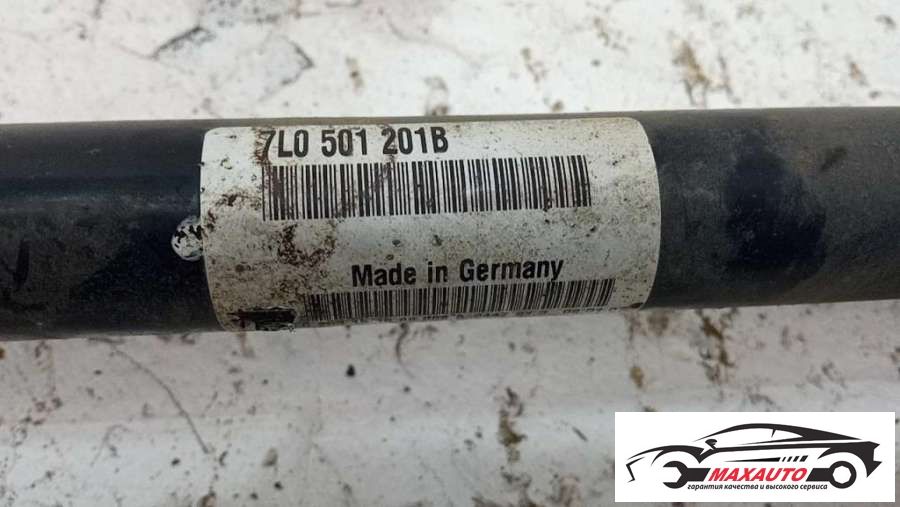 7L0 501 201B
Made in Germany
MAXAUTO
гарантия качества и высокого сервиса